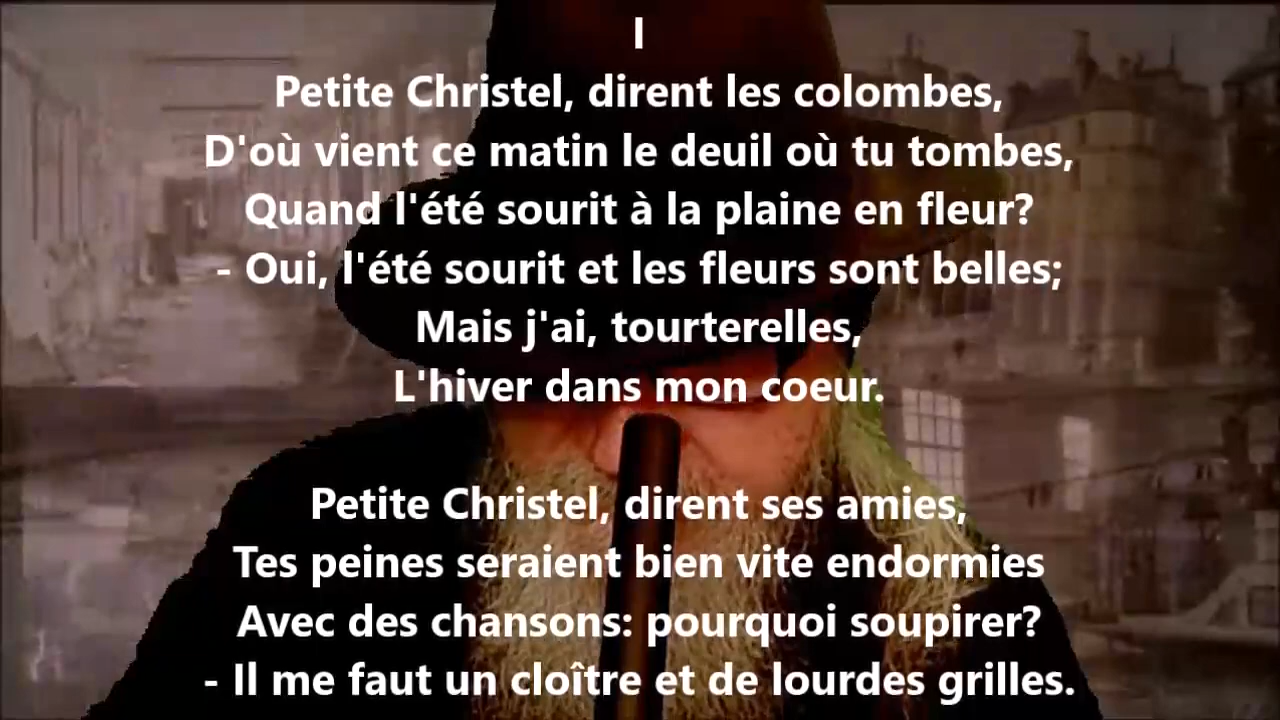 I
Petite Christel, dirent les colombes,
D'où vient ce matin le deuil où tu tombes,
Quand l'été sourit à la plaine en fleur?
- Oui, l'été sourit et les fleurs sont belles;
Mais j'ai, tourterelles,
L'hiver dans mon coeur.
Petite Christel, dirent ses amies,
Tes peines seraient bien vite endormies
Avec des chansons: pourquoi soupirer?
- Il me faut un cloître et de lourdes grilles.